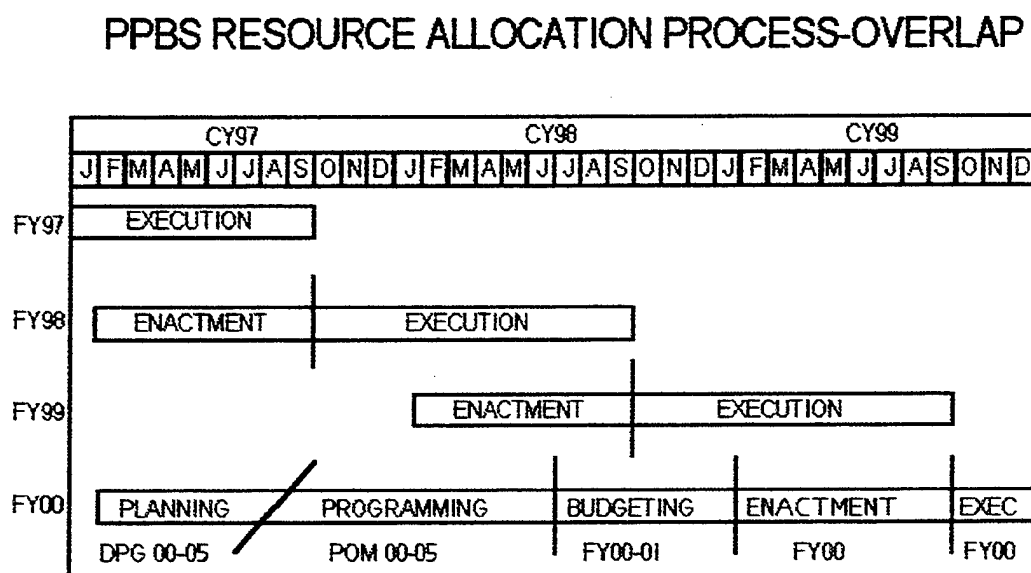 PPBS RESOURCE ALLOCATION PROCESS-OVERLAP
CY97 CY98 CY99
J F M A M J J A S O N D J F M A M J J A S O N D J F M A M J J A S O N D
FY97 EXECUTION
FY98 ENACTMENT EXECUTION
FY99 ENACTMENT EXECUTION
FY00 PLANNING PROGRAMMING BUDGETING ENACTMENT EXEC
DPG 00-05 POM 00-05 FY00-01 FY00 FY00